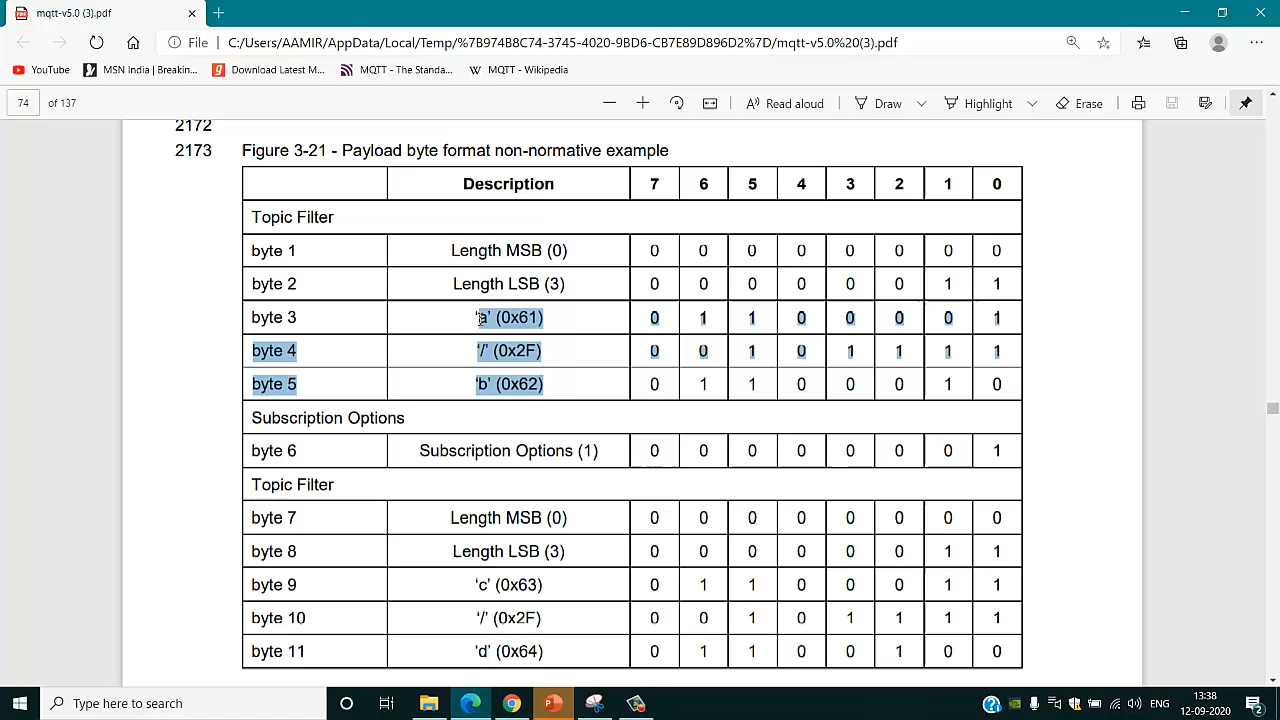 mqtt-v5.0 (3).pdf
File C:/Users/AAMIR/AppData/Local/Temp/%7B974B8C74-3745-4020-9BD6-CB7E89D896D2%7D/mqtt-v5.0%20(3).pdf
YouTube MSN India | Breakin... Download Latest M... MQTT - The Standa... MQTT - Wikipedia
74 of 137 Read aloud Draw Highlight Erase
2172
2173 Figure 3-21 - Payload byte format non-normative example
Description 7 6 5 4 3 2 1 0
Topic Filter
byte 1 Length MSB (0) 0 0 0 0 0 0 0 0
byte 2 Length LSB (3) 0 0 0 0 0 0 1 1
byte 3 ‘a’ (0x61) 0 1 1 0 0 0 0 1
byte 4 ‘/’ (0x2F) 0 0 1 0 1 1 1 1
byte 5 ‘b’ (0x62) 0 1 1 0 0 0 1 0
Subscription Options
byte 6 Subscription Options (1) 0 0 0 0 0 0 0 1
Topic Filter
byte 7 Length MSB (0) 0 0 0 0 0 0 0 0
byte 8 Length LSB (3) 0 0 0 0 0 0 1 1
byte 9 ‘c’ (0x63) 0 1 1 0 0 0 1 1
byte 10 ‘/’ (0x2F) 0 0 1 0 1 1 1 1
byte 11 ‘d’ (0x64) 0 1 1 0 0 1 0 0
Type here to search
ENG
13:38
12-09-2020
2